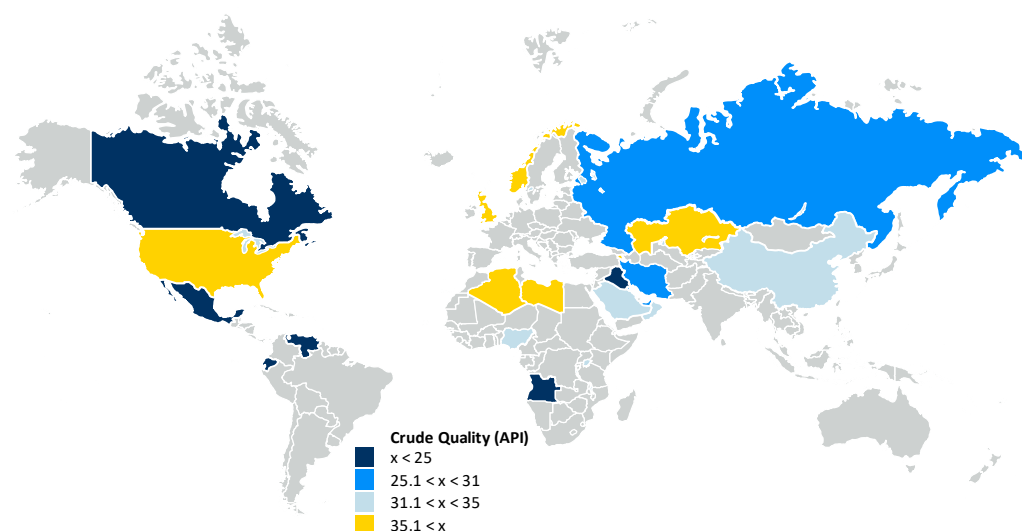 Crude Quality (API)
x < 25
25.1 < x < 31
31.1 < x < 35
35.1 < x